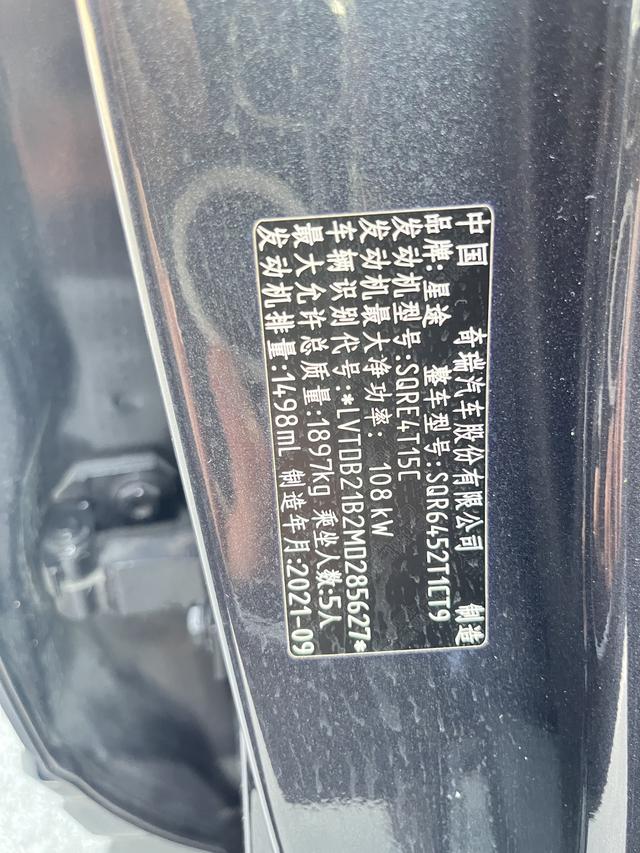 中国 奇瑞汽车股份有限公司 制造
品牌:星途 整车型号:SQR6452T1CT9
发动机型号:SQRE4T15C
发动机最大净功率: 108kW
车辆识别代号:*LVTDB21B2MD285627*
最大允许总质量:1897kg 乘坐人数:5人
发动机排量:1498mL 制造年月:2021-09